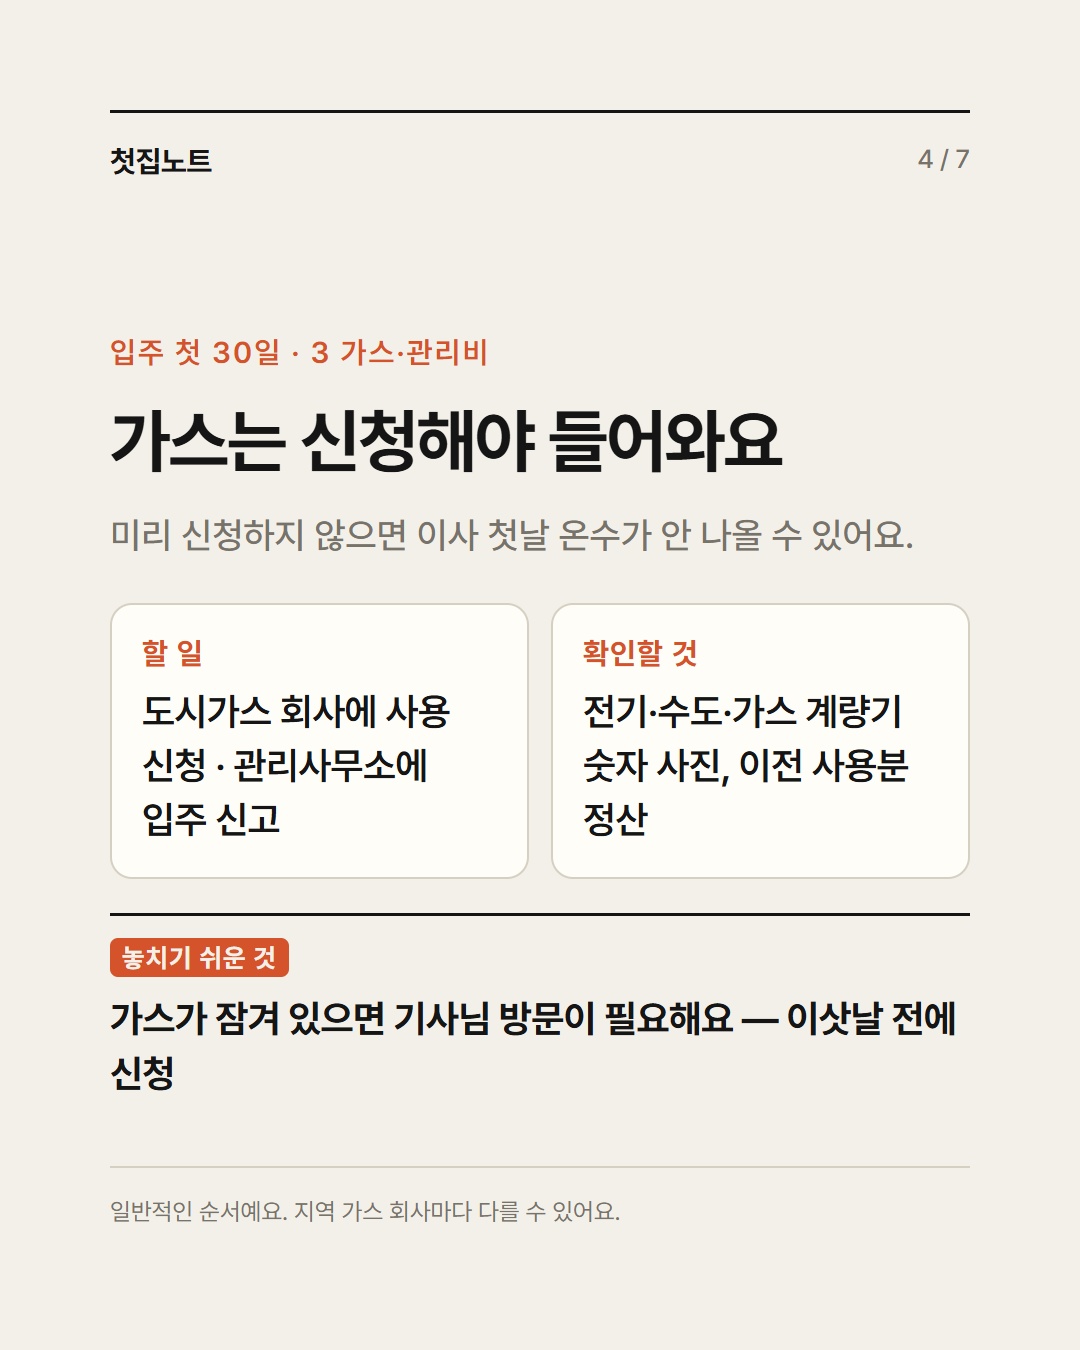 첫집노트
4 / 7
입주 첫 30일 · 3 가스·관리비
가스는 신청해야 들어와요
미리 신청하지 않으면 이사 첫날 온수가 안 나올 수 있어요.
할 일
도시가스 회사에 사용
신청 · 관리사무소에
입주 신고
확인할 것
전기·수도·가스 계량기
숫자 사진, 이전 사용분
정산
놓치기 쉬운 것
가스가 잠겨 있으면 기사님 방문이 필요해요 — 이삿날 전에
신청
일반적인 순서예요. 지역 가스 회사마다 다를 수 있어요.